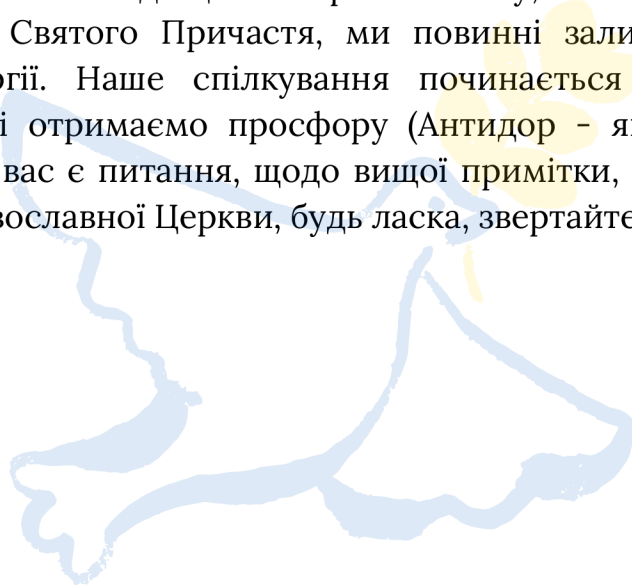 Святого Причастя, ми повинні зали
гії. Наше спілкування починається
і отримаємо просфору (Антидор - я
вас є питання, щодо вищої примітки,
вославної Церкви, будь ласка, звертайте